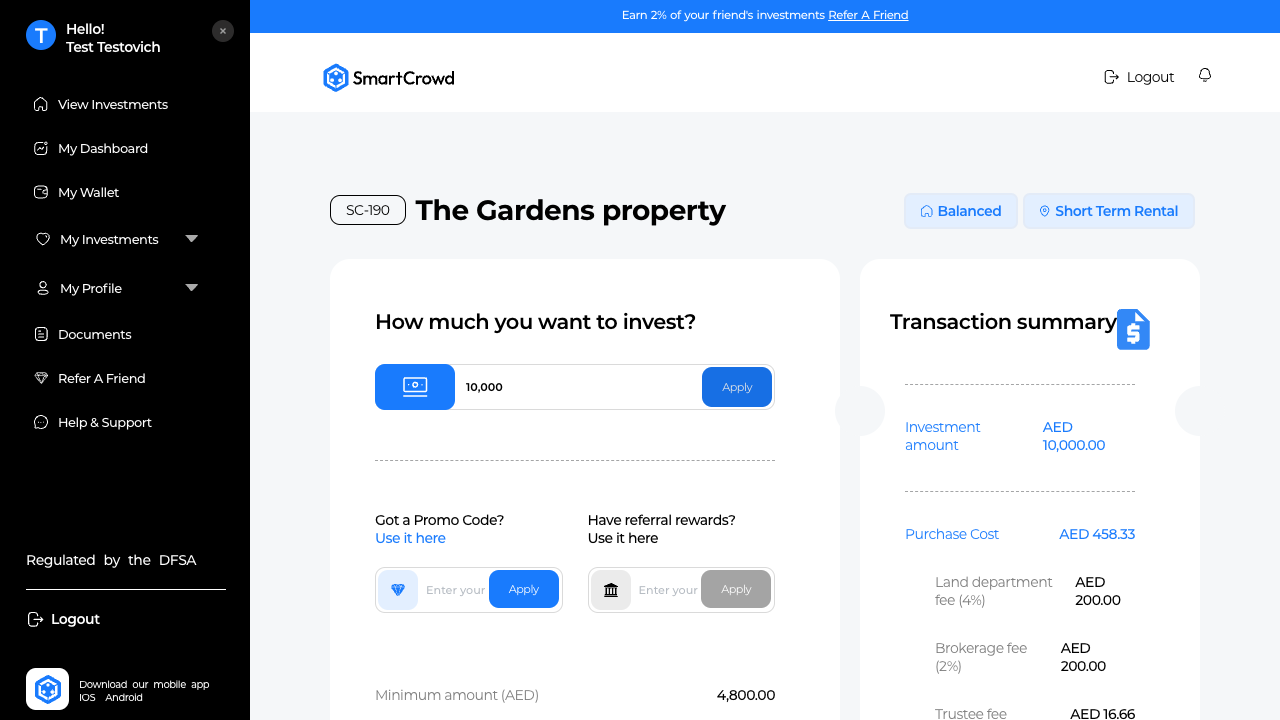 T
Hello!
Test Testovich
×
View Investments
My Dashboard
My Wallet
My Investments
My Profile
Documents
Refer A Friend
Help & Support
Regulated by the DFSA
Logout
Download our mobile app
IOS Android
Earn 2% of your friend's investments Refer A Friend
SmartCrowd
Logout
SC-190
The Gardens property
Balanced
Short Term Rental
How much you want to invest?
10,000
Apply
Got a Promo Code?
Use it here
Enter your
Apply
Have referral rewards?
Use it here
Enter your
Apply
Minimum amount (AED)
4,800.00
Transaction summary
$
Investment
amount
AED
10,000.00
Purchase Cost
AED 458.33
Land department
fee (4%)
AED
200.00
Brokerage fee
(2%)
AED
200.00
Trustee fee
AED 16.66